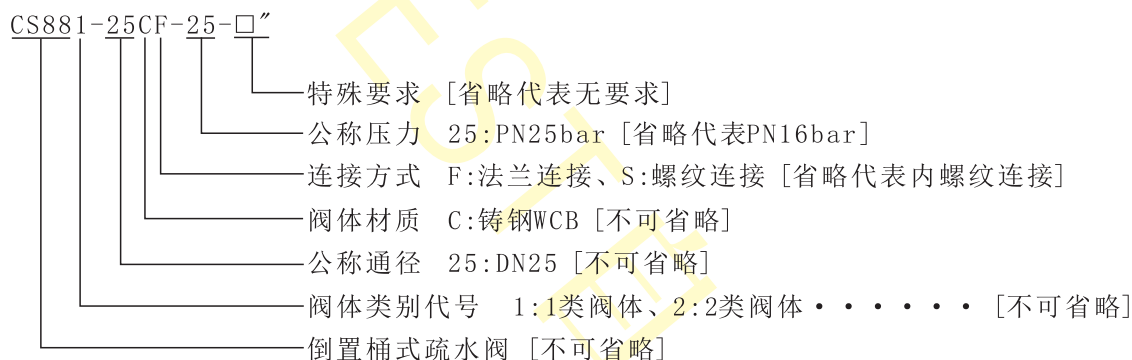 CS881-25CF-25-□″
特殊要求 [省略代表无要求]
公称压力 25:PN25bar [省略代表PN16bar]
连接方式 F:法兰连接、S:螺纹连接 [省略代表内螺纹连接]
阀体材质 C:铸钢WCB [不可省略]
公称通径 25:DN25 [不可省略]
阀体类别代号 1:1类阀体、2:2类阀体······ [不可省略]
倒置桶式疏水阀 [不可省略]